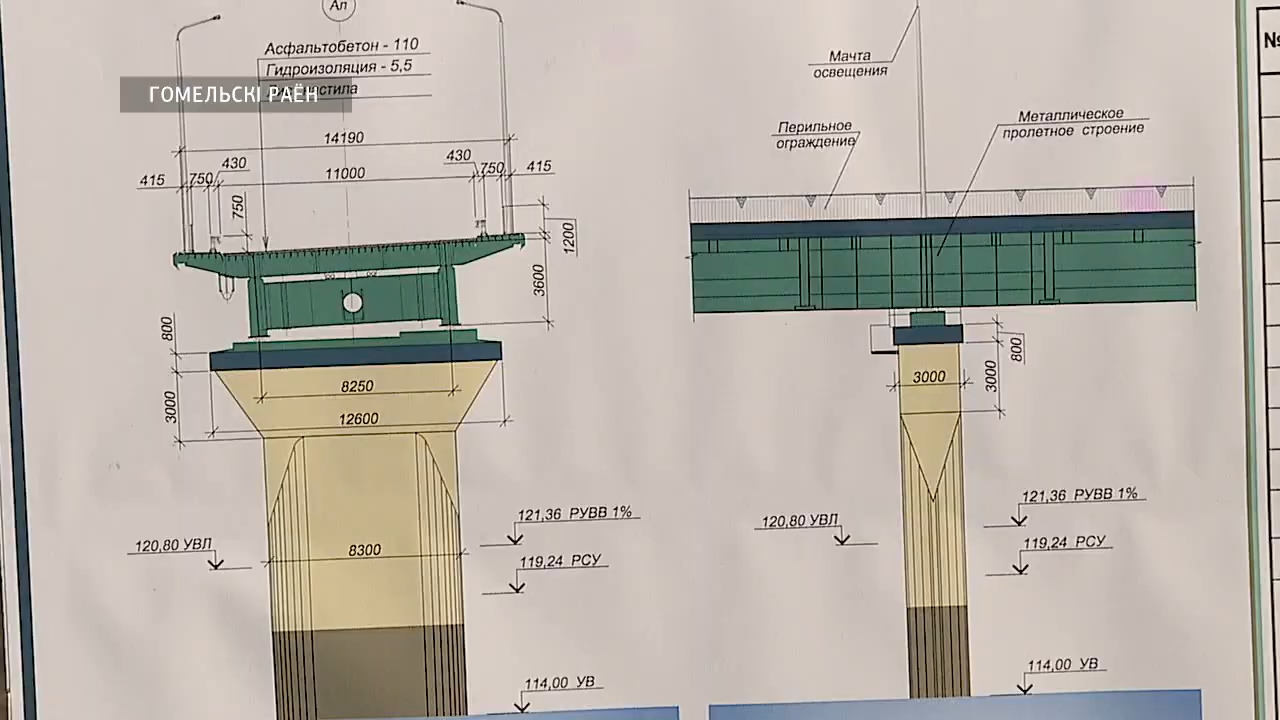 Ал
Асфальтобетон - 110
Гидроизоляция - 5,5
ГОМЕЛЬСКІ РАЁН
14190
415
750
430
11000
430
750
415
750
1200
3600
800
3000
8250
12600
8300
120,80 УВЛ
121,36 РУВВ 1%
119,24 РСУ
114,00 УВ
Мачта
освещения
Перильное
ограждение
Металлическое
пролетное строение
800
3000
3000
120,80 УВЛ
121,36 РУВВ 1%
119,24 РСУ
114,00 УВ
№